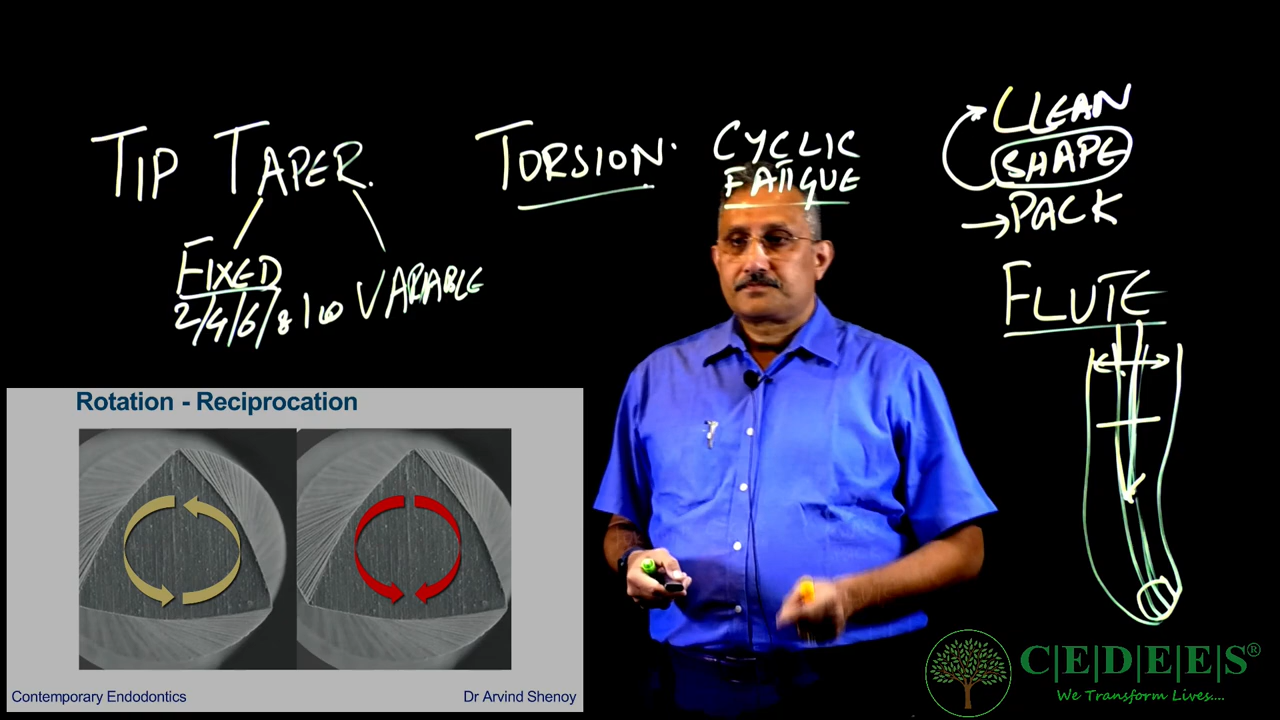 TIP TAPER.
FIXED
2/4/6/8/10
VARIABLE
TORSION.
CYCLIC
FATIGUE
CLEAN
SHAPE
PACK
FLUTE
Rotation - Reciprocation
Contemporary Endodontics
Dr Arvind Shenoy
C|E|D|E|E|S®
We Transform Lives....